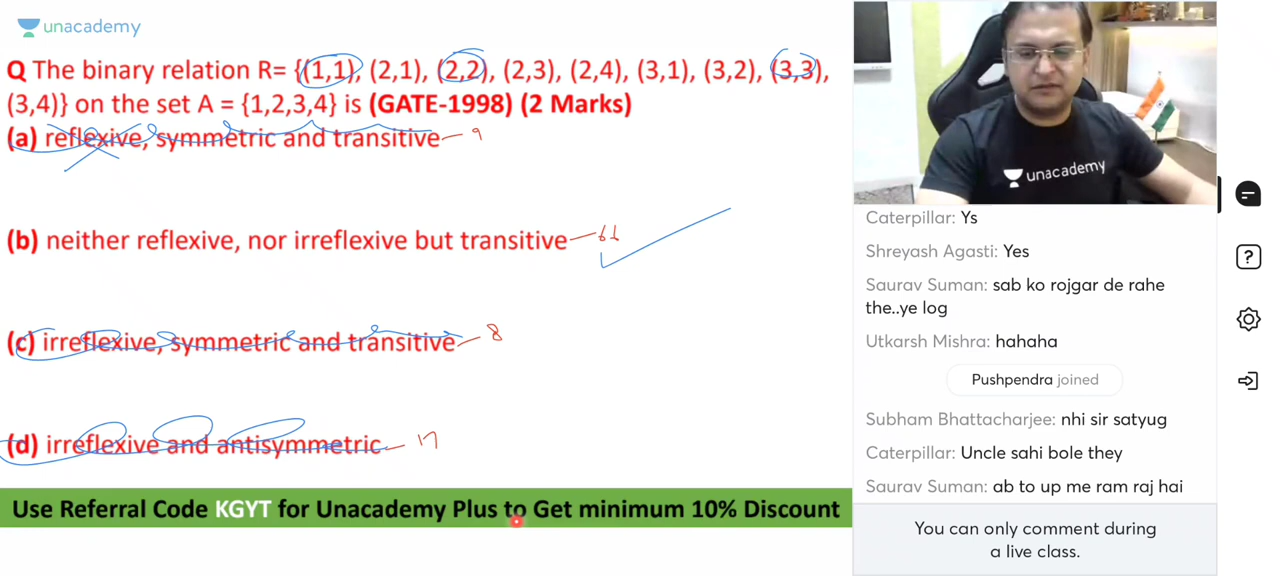 unacademy
Q The binary relation R= {(1,1), (2,1), (2,2), (2,3), (2,4), (3,1), (3,2), (3,3),
(3,4)} on the set A = {1,2,3,4} is (GATE-1998) (2 Marks)
(a) reflexive, symmetric and transitive 9
(b) neither reflexive, nor irreflexive but transitive 66
(c) irreflexive, symmetric and transitive 8
(d) irreflexive and antisymmetric 17
Use Referral Code KGYT for Unacademy Plus to Get minimum 10% Discount
unacademy
Caterpillar: Ys
Shreyash Agasti: Yes
Saurav Suman: sab ko rojgar de rahe
the..ye log
Utkarsh Mishra: hahaha
Pushpendra joined
Subham Bhattacharjee: nhi sir satyug
Caterpillar: Uncle sahi bole they
Saurav Suman: ab to up me ram raj hai
You can only comment during
a live class.
?